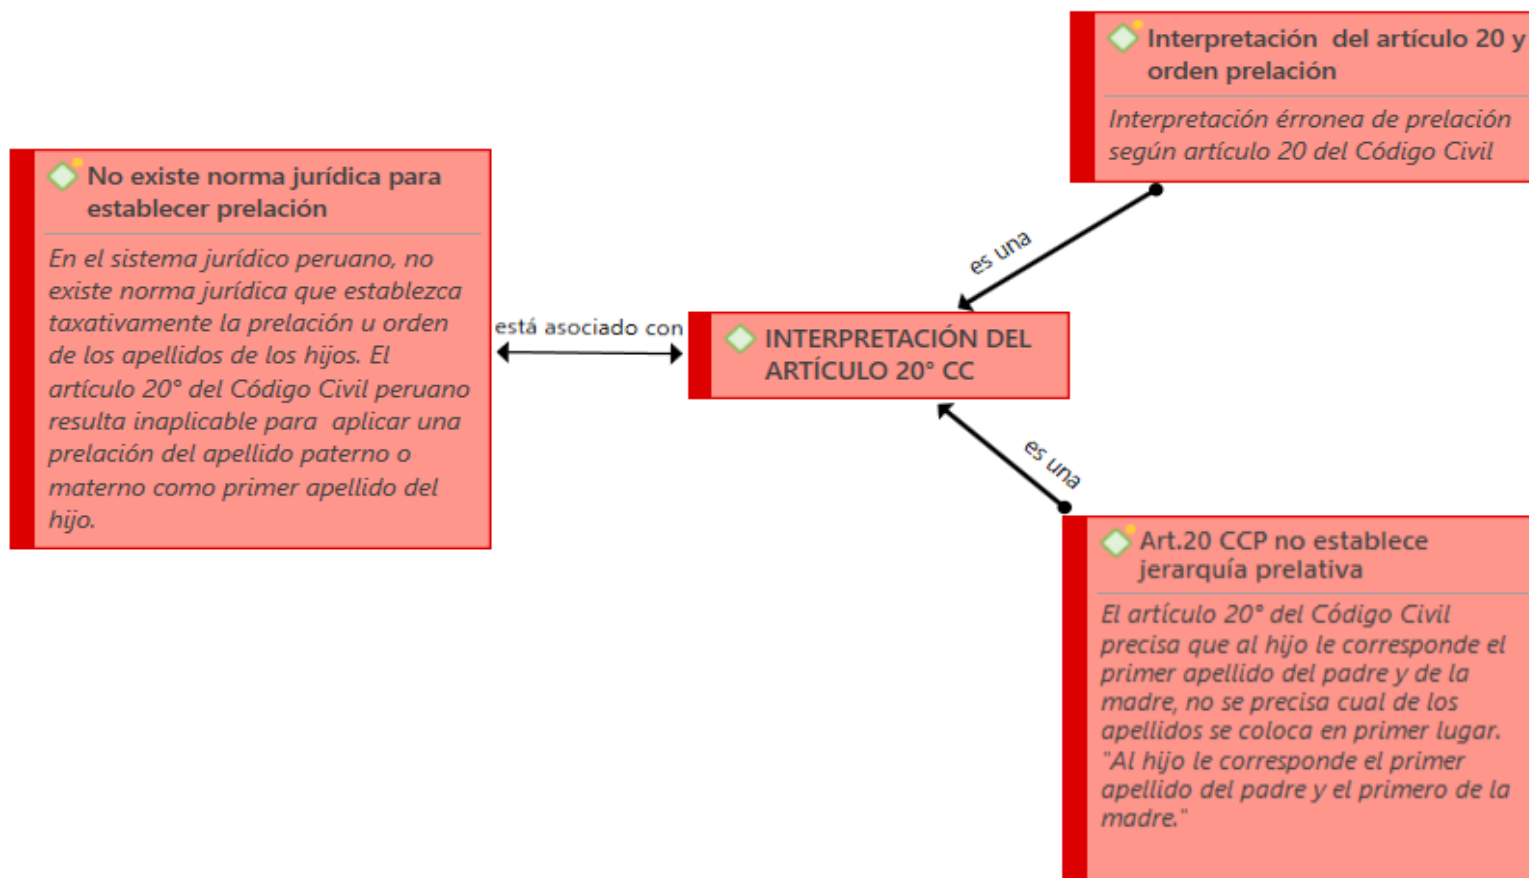 Interpretación  del artículo 20 y
orden prelación
Interpretación érronea de prelación
según artículo 20 del Código Civil
No existe norma jurídica para
establecer prelación
En el sistema jurídico peruano, no
existe norma jurídica que establezca
taxativamente la prelación u orden
de los apellidos de los hijos. El
artículo 20° del Código Civil peruano
resulta inaplicable para  aplicar una
prelación del apellido paterno o
materno como primer apellido del
hijo.
es una
está asociado con
INTERPRETACIÓN DEL
ARTÍCULO 20° CC
es una
Art.20 CCP no establece
jerarquía prelativa
El artículo 20° del Código Civil
precisa que al hijo le corresponde el
primer apellido del padre y de la
madre, no se precisa cual de los
apellidos se coloca en primer lugar.
"Al hijo le corresponde el primer
apellido del padre y el primero de la
madre."